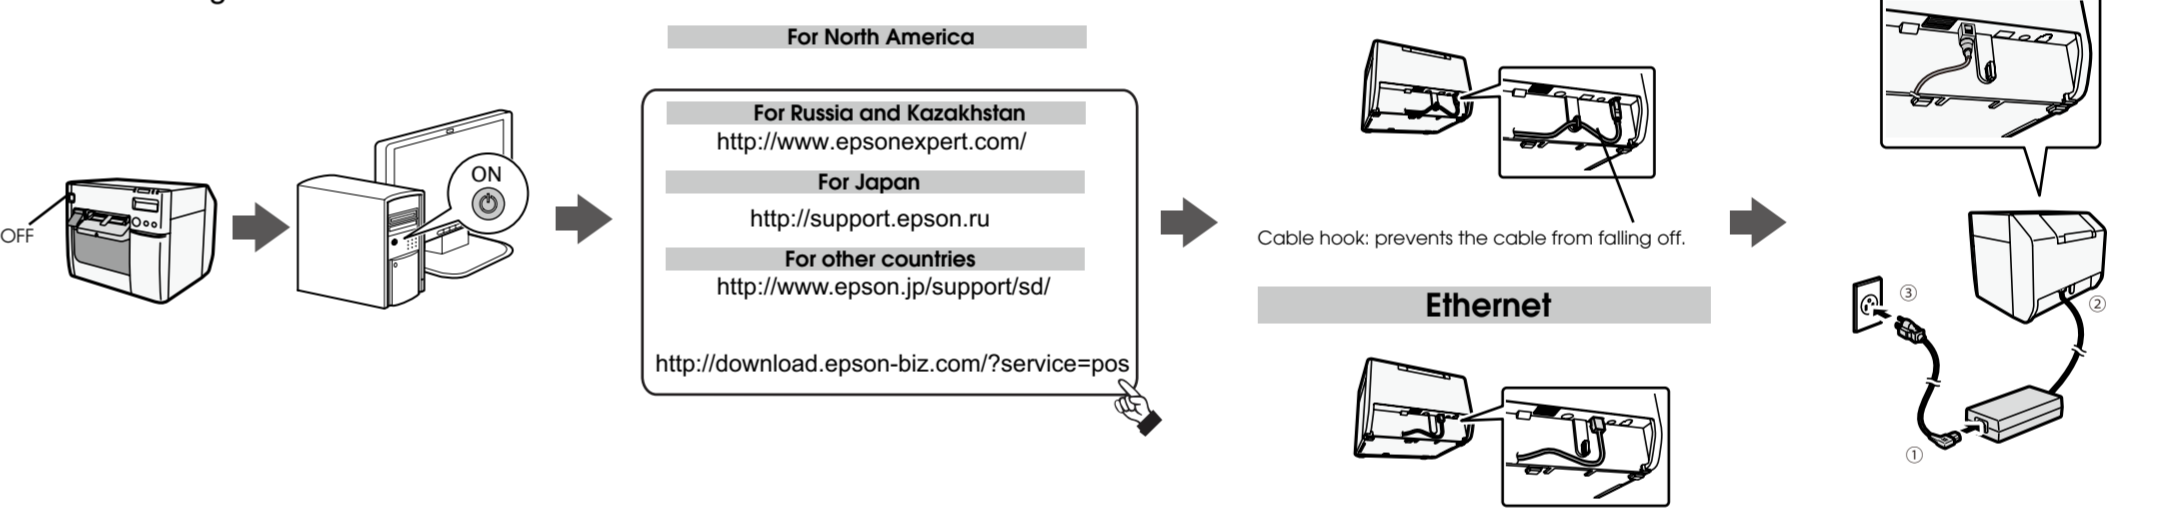 OFF
ON
For North America
For Russia and Kazakhstan
http://www.epsonexpert.com/
For Japan
http://support.epson.ru
For other countries
http://www.epson.jp/support/sd/
http://download.epson-biz.com/?service=pos
Cable hook: prevents the cable from falling off.
Ethernet
③
②
①